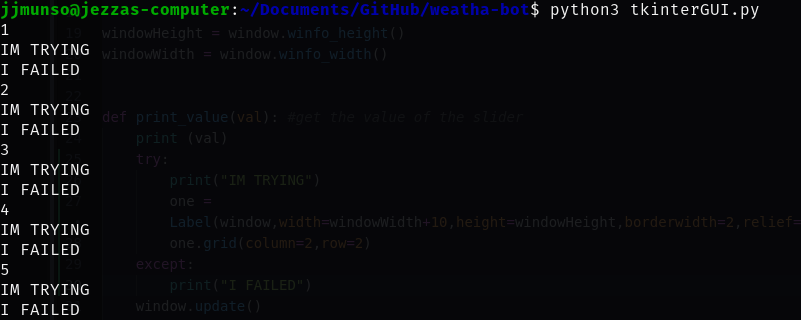 jjmunso@jezzas-computer:~/Documents/GitHub/weatha-bot$ python3 tkinterGUI.py
1
IM TRYING
I FAILED
2
IM TRYING
I FAILED
3
IM TRYING
I FAILED
4
IM TRYING
I FAILED
5
IM TRYING
I FAILED
19 windowHeight = window.winfo_height()
windowWidth = window.winfo_width()
def print_value(val): #get the value of the slider
print (val)
try:
print("IM TRYING")
one =
Label(window,width=windowWidth+10,height=windowHeight,borderwidth=2,relief=
one.grid(column=2,row=2)
except:
print("I FAILED")
window.update()